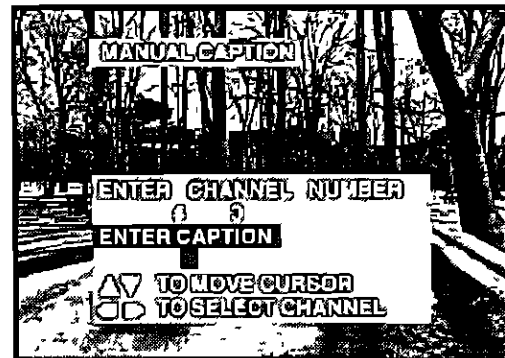 MANUAL CAPTION
ENTER CHANNEL NUMBER
ENTER CAPTION
TO MOVE CURSOR
TO SELECT CHANNEL